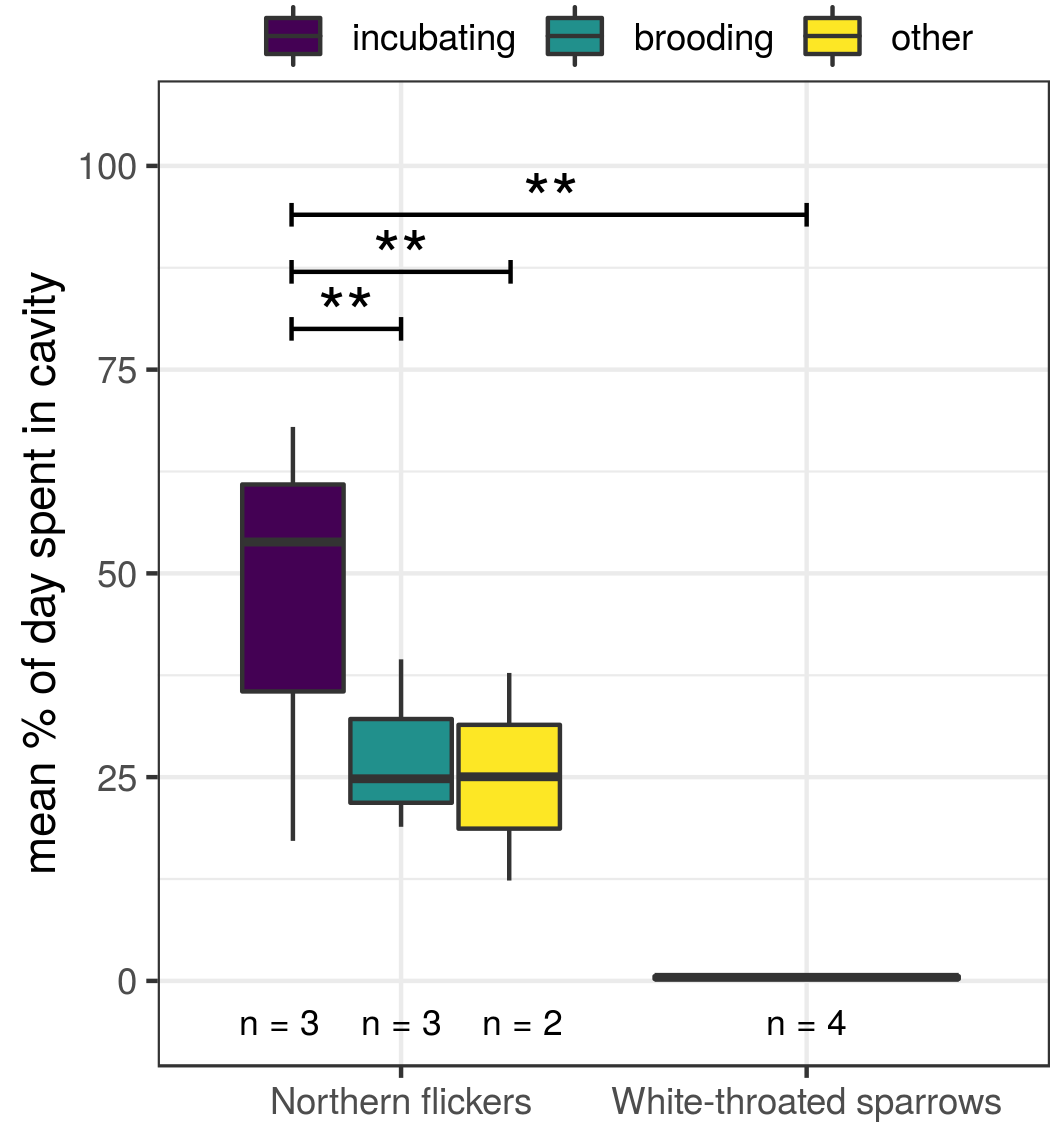 incubating brooding other
mean % of day spent in cavity
100
**
**
**
75
50
25
0
n = 3 n = 3 n = 2 n = 4
Northern flickers White-throated sparrows